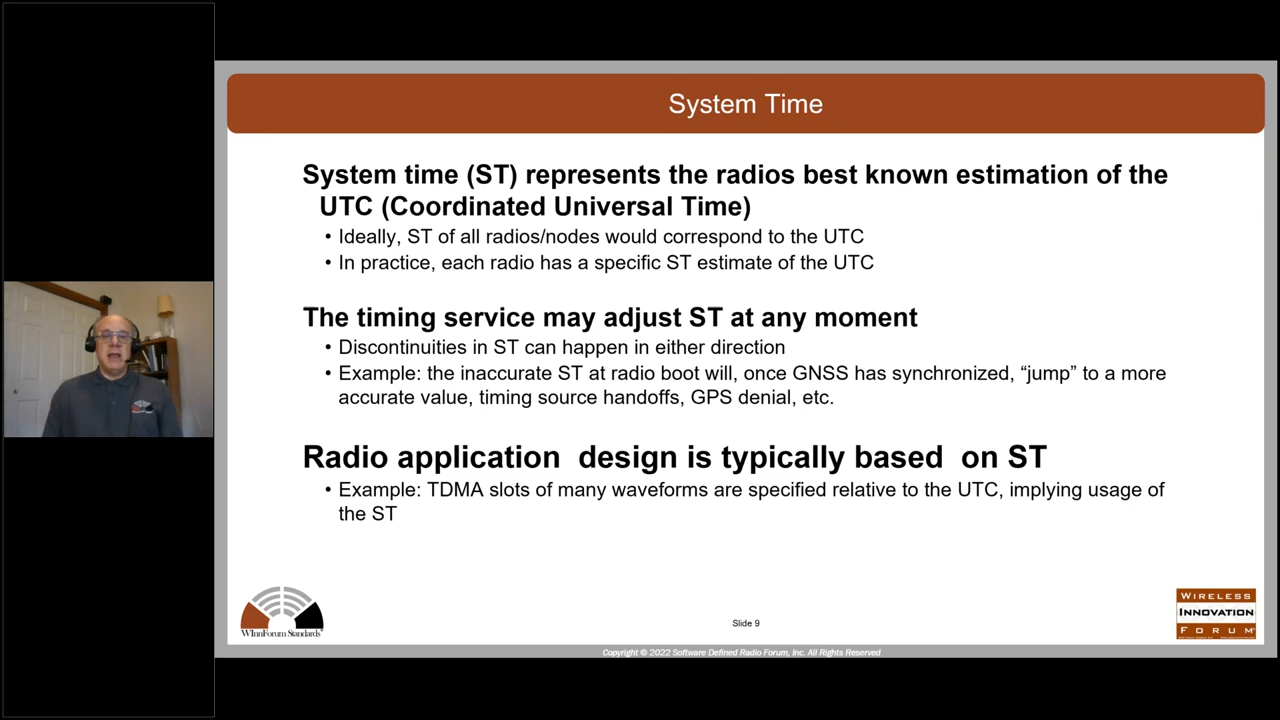 System Time
System time (ST) represents the radios best known estimation of the
UTC (Coordinated Universal Time)
• Ideally, ST of all radios/nodes would correspond to the UTC
• In practice, each radio has a specific ST estimate of the UTC
The timing service may adjust ST at any moment
• Discontinuities in ST can happen in either direction
• Example: the inaccurate ST at radio boot will, once GNSS has synchronized, “jump” to a more
accurate value, timing source handoffs, GPS denial, etc.
Radio application  design is typically based  on ST
• Example: TDMA slots of many waveforms are specified relative to the UTC, implying usage of
the ST
WInnForum Standards
Slide 9
WIRELESS
INNOVATION
FORUM
Copyright © 2022 Software Defined Radio Forum, Inc. All Rights Reserved